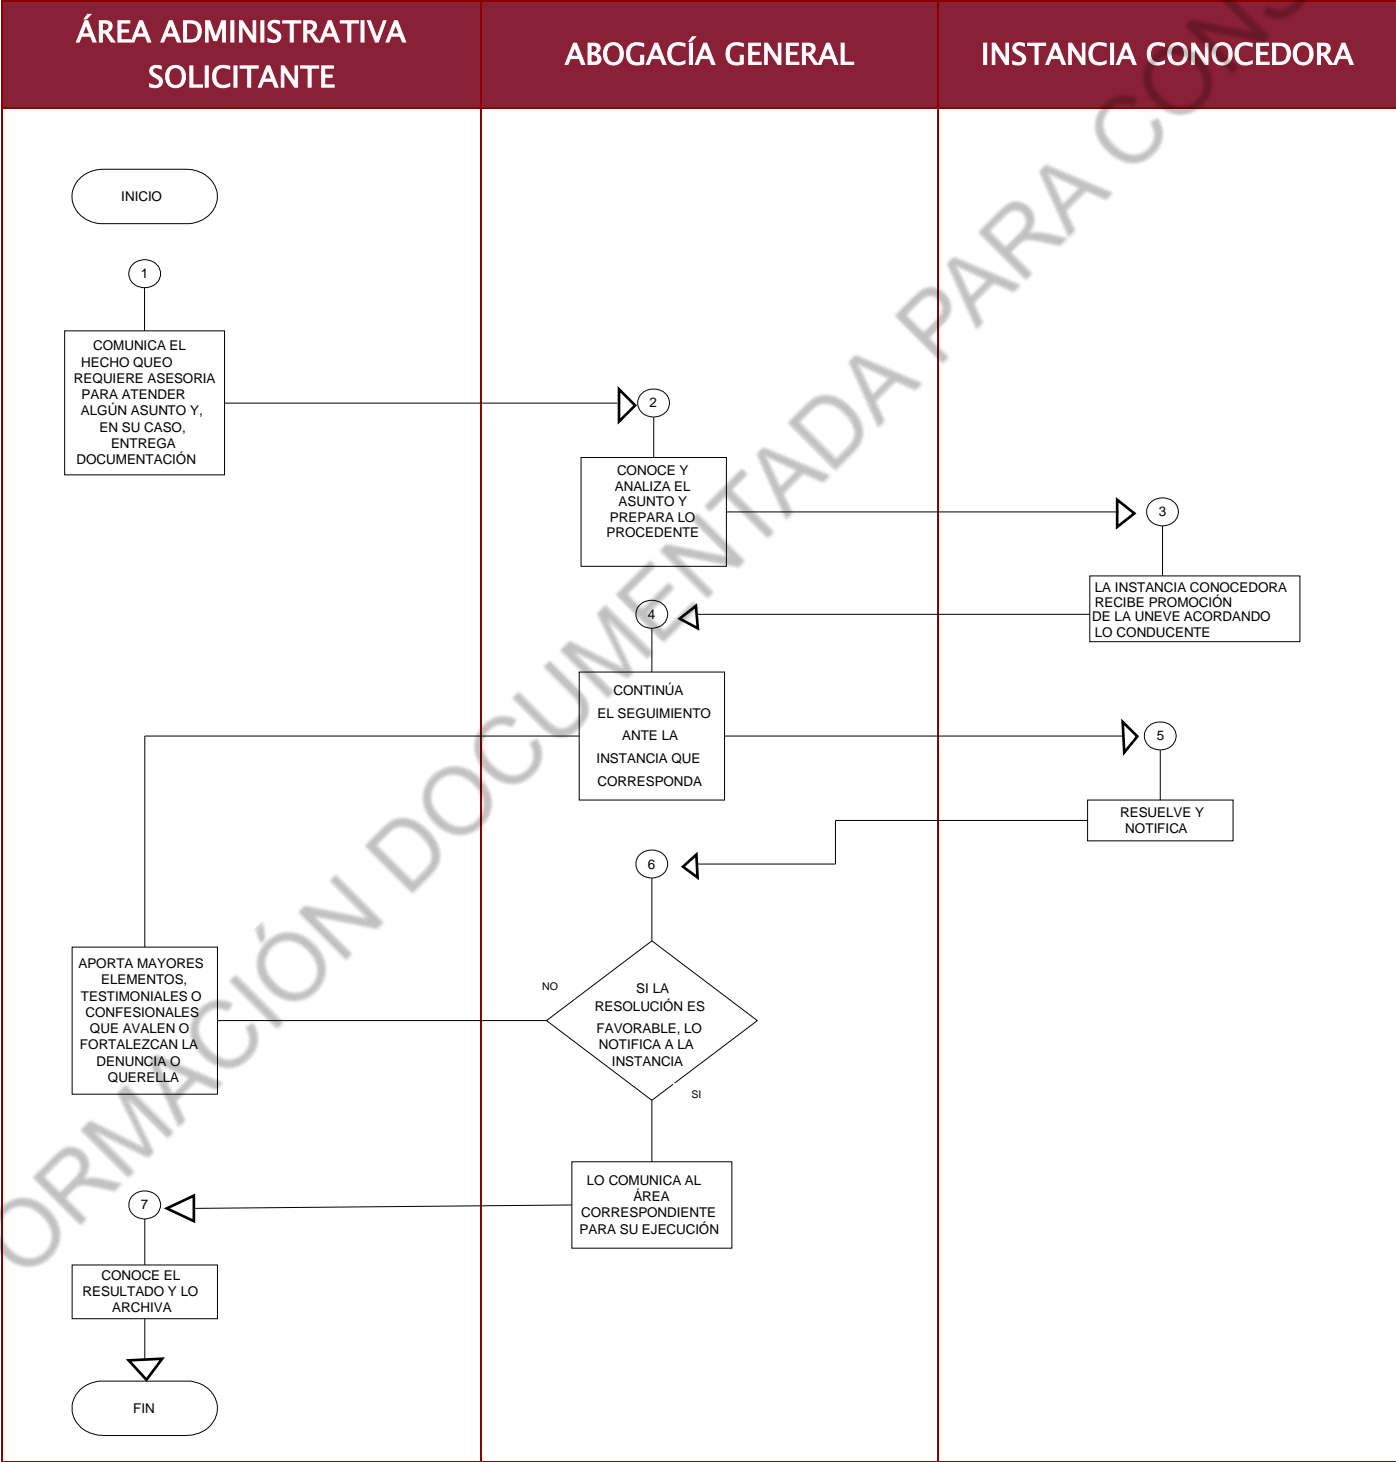 ÁREA ADMINISTRATIVA
SOLICITANTE
ABOGACÍA GENERAL
INSTANCIA CONOCEDORA
INICIO
1
COMUNICA EL
HECHO QUEO
REQUIERE ASESORIA
PARA ATENDER
ALGÚN ASUNTO Y,
EN SU CASO,
ENTREGA
DOCUMENTACIÓN
2
CONOCE Y
ANALIZA EL
ASUNTO Y
PREPARA LO
PROCEDENTE
3
LA INSTANCIA CONOCEDORA
RECIBE PROMOCIÓN
DE LA UNEVE ACORDANDO
LO CONDUCENTE
4
CONTINÚA
EL SEGUIMIENTO
ANTE LA
INSTANCIA QUE
CORRESPONDA
5
RESUELVE Y
NOTIFICA
6
SI LA
RESOLUCIÓN ES
FAVORABLE, LO
NOTIFICA A LA
INSTANCIA
NO
SI
APORTA MAYORES
ELEMENTOS,
TESTIMONIALES O
CONFESIONALES
QUE AVALEN O
FORTALEZCAN LA
DENUNCIA O
QUERELLA
LO COMUNICA AL
ÁREA
CORRESPONDIENTE
PARA SU EJECUCIÓN
7
CONOCE EL
RESULTADO Y LO
ARCHIVA
FIN
ORMACIÓN DOCUMENTADA PARA CONS